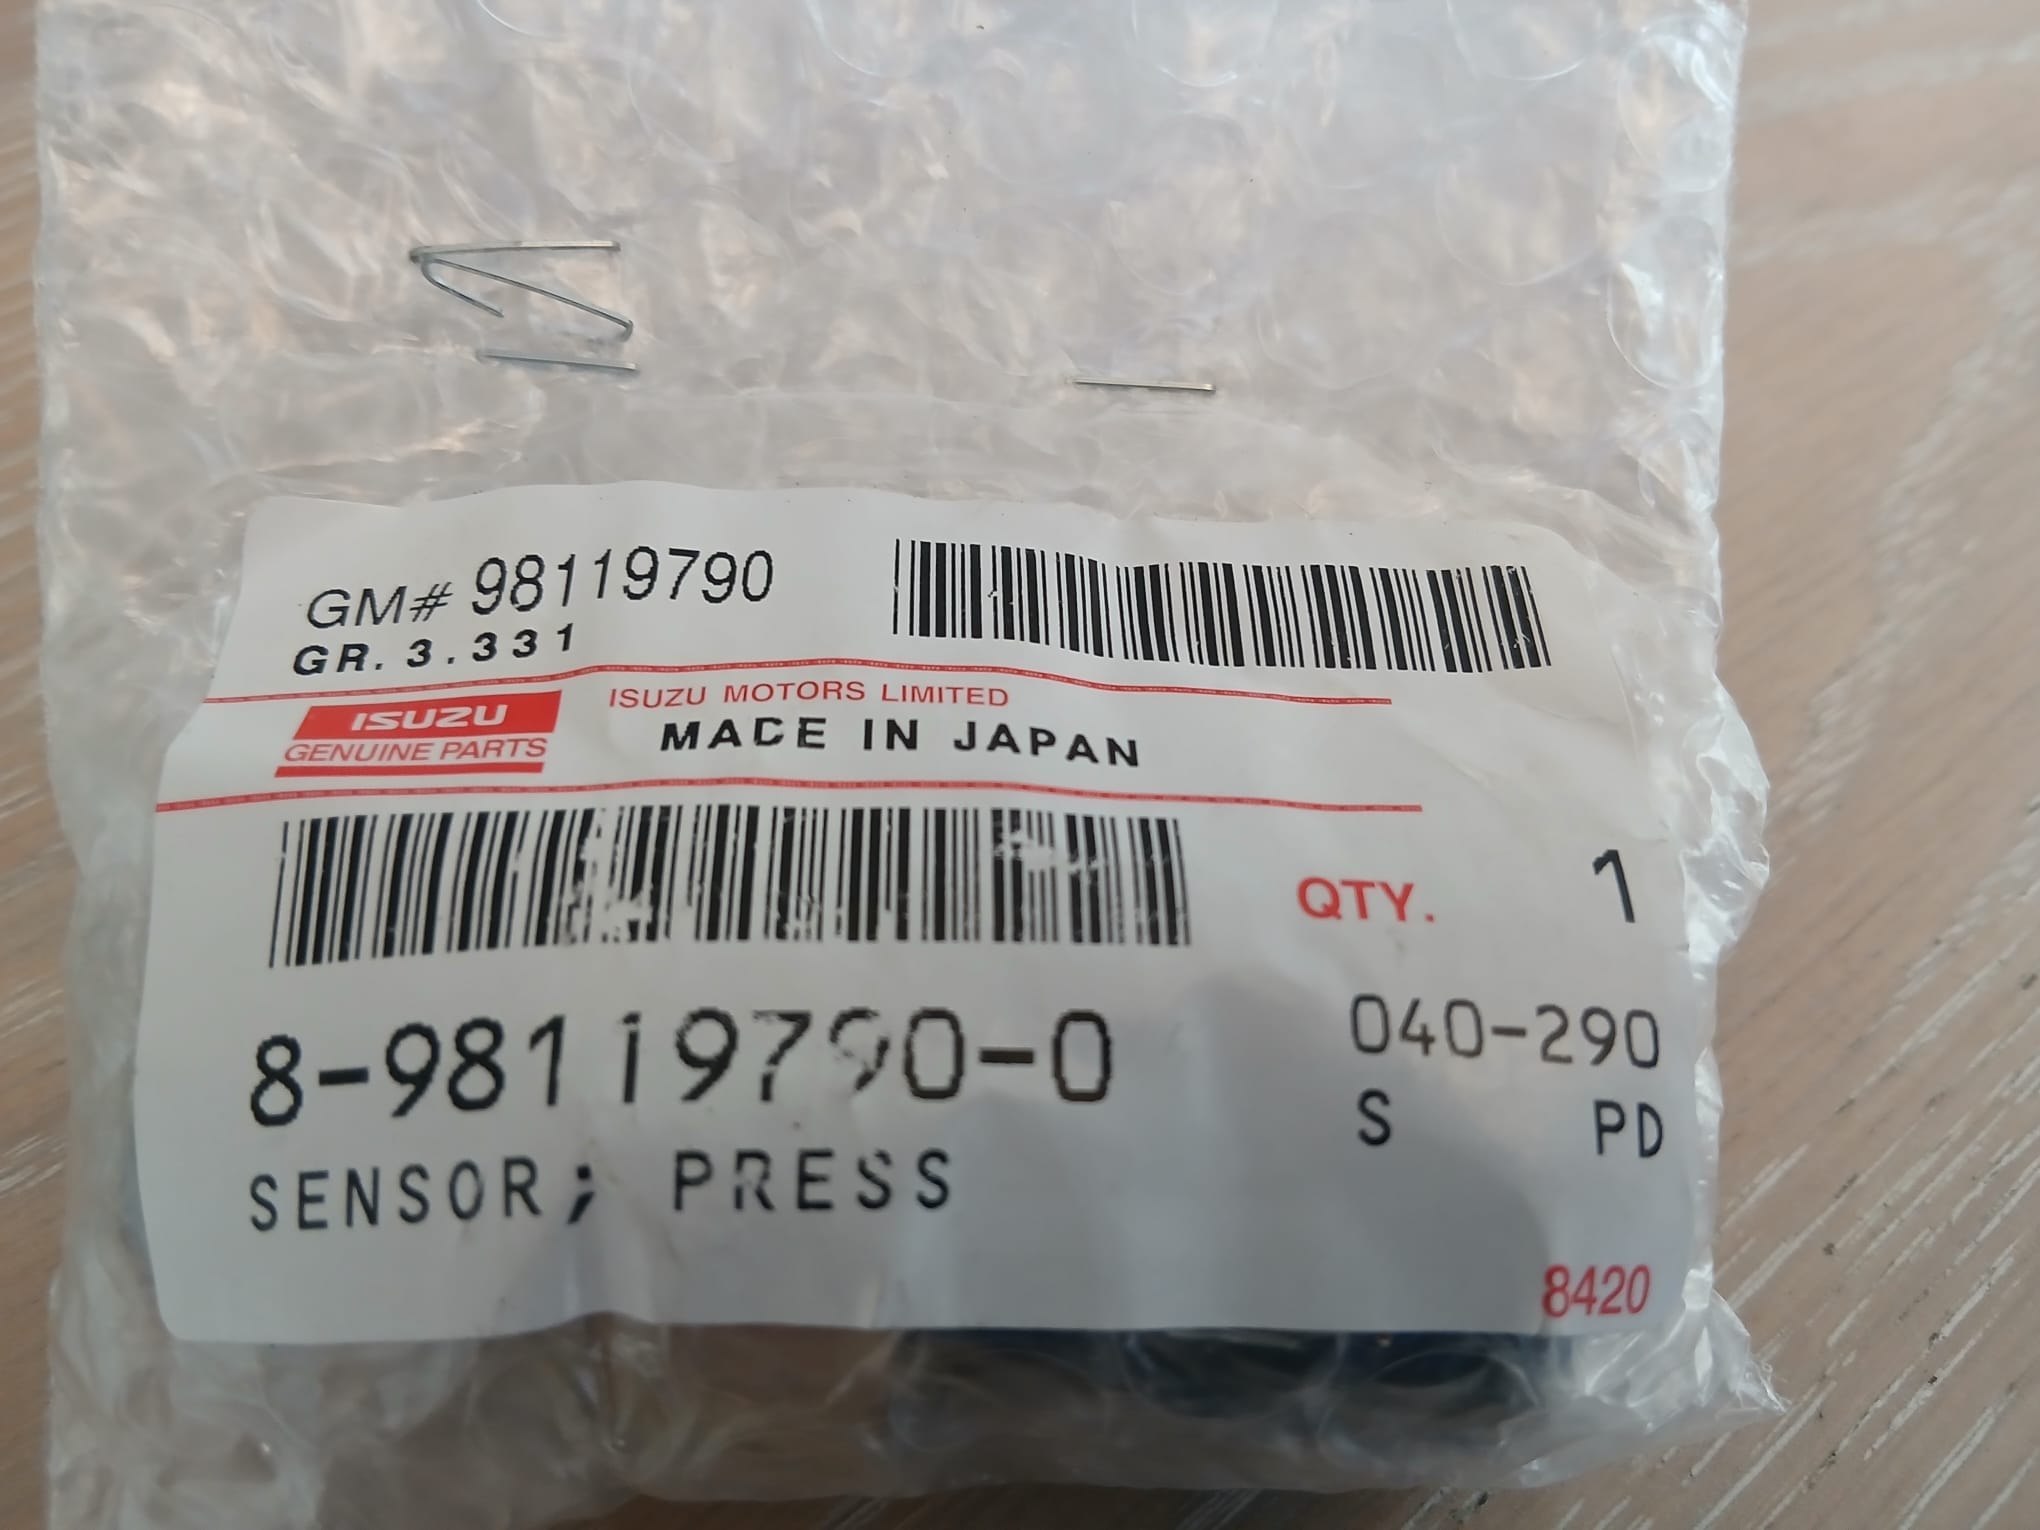 GM# 98119790
GR. 3.331
ISUZU
GENUINE PARTS
ISUZU MOTORS LIMITED
MADE IN JAPAN
QTY. 1
8-98119790-0
040-290
S PD
SENSOR; PRESS
8420